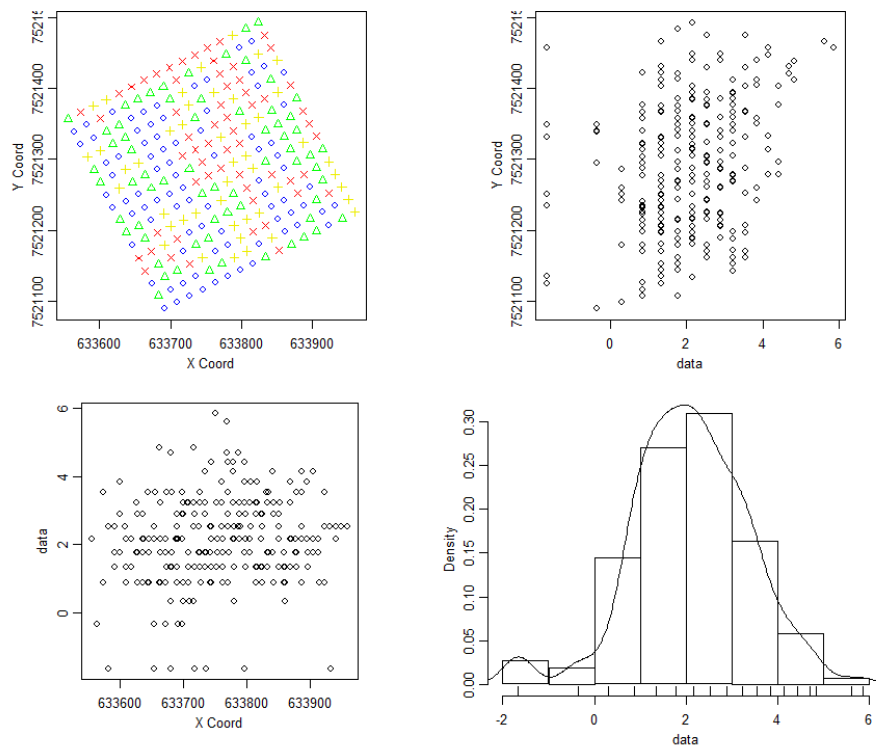 7521100 7521200 7521300 7521400
Y Coord
633600 633700 633800 633900
X Coord
7521100 7521200 7521300 7521400
Y Coord
0 2 4 6
data
0 2 4 6
data
633600 633700 633800 633900
X Coord
0.00 0.05 0.10 0.15 0.20 0.25 0.30
Density
-2 0 2 4 6
data